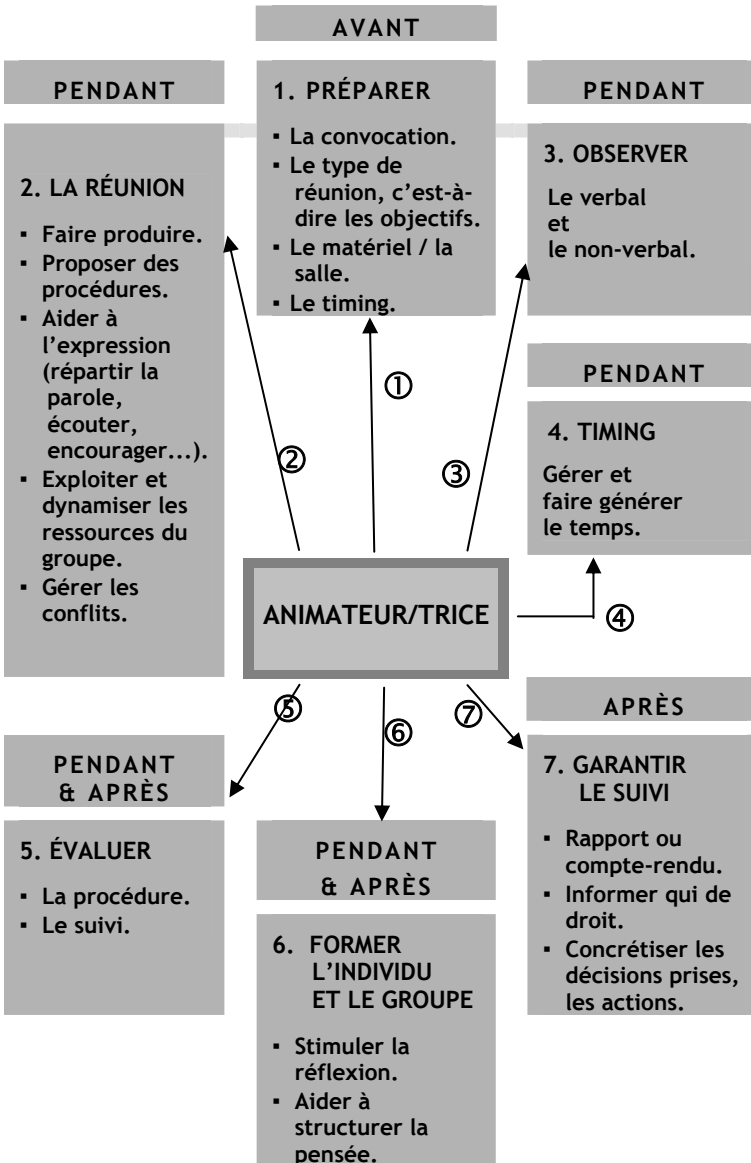 AVANT
1. PRÉPARER
▪ La convocation.
▪ Le type de
réunion, c’est-à-
dire les objectifs.
▪ Le matériel / la
salle.
▪ Le timing.
①
PENDANT
2. LA RÉUNION
▪ Faire produire.
▪ Proposer des
procédures.
▪ Aider à
l’expression
(répartir la
parole,
écouter,
encourager...).
▪ Exploiter et
dynamiser les
ressources du
groupe.
▪ Gérer les
conflits.
②
PENDANT
3. OBSERVER
Le verbal
et
le non-verbal.
③
PENDANT
4. TIMING
Gérer et
faire générer
le temps.
④
ANIMATEUR/TRICE
⑤
PENDANT
& APRÈS
5. ÉVALUER
▪ La procédure.
▪ Le suivi.
⑥
PENDANT
& APRÈS
6. FORMER
L’INDIVIDU
ET LE GROUPE
▪ Stimuler la
réflexion.
▪ Aider à
structurer la
pensée.
⑦
APRÈS
7. GARANTIR
LE SUIVI
▪ Rapport ou
compte-rendu.
▪ Informer qui de
droit.
▪ Concrétiser les
décisions prises,
les actions.